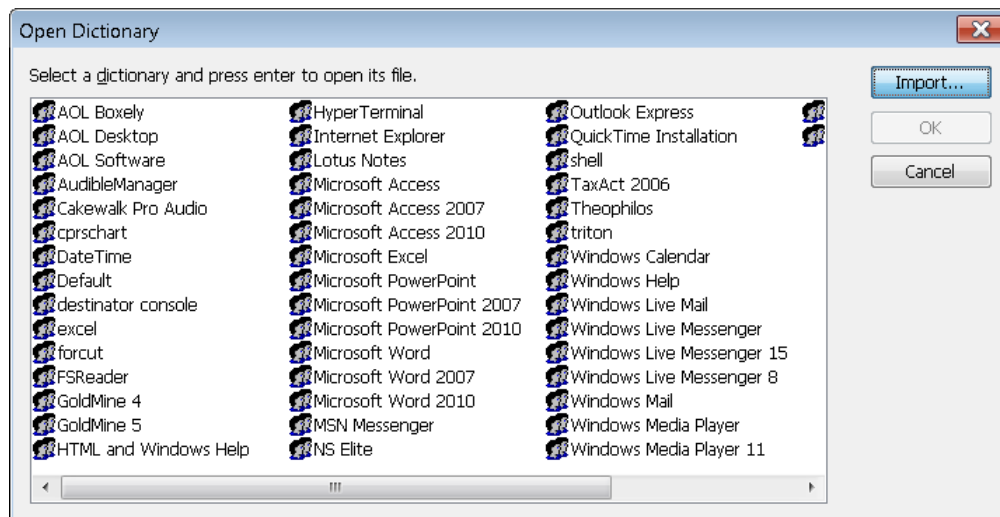 Open Dictionary
Select a dictionary and press enter to open its file.
AOL Boxely
AOL Desktop
AOL Software
AudibleManager
Cakewalk Pro Audio
cprschart
DateTime
Default
destinator console
excel
forcut
FSReader
GoldMine 4
GoldMine 5
HTML and Windows Help
HyperTerminal
Internet Explorer
Lotus Notes
Microsoft Access
Microsoft Access 2007
Microsoft Access 2010
Microsoft Excel
Microsoft PowerPoint
Microsoft PowerPoint 2007
Microsoft PowerPoint 2010
Microsoft Word
Microsoft Word 2007
Microsoft Word 2010
MSN Messenger
NS Elite
Outlook Express
QuickTime Installation
shell
TaxAct 2006
Theophilos
triton
Windows Calendar
Windows Help
Windows Live Mail
Windows Live Messenger
Windows Live Messenger 15
Windows Live Messenger 8
Windows Mail
Windows Media Player
Windows Media Player 11
Import...
OK
Cancel